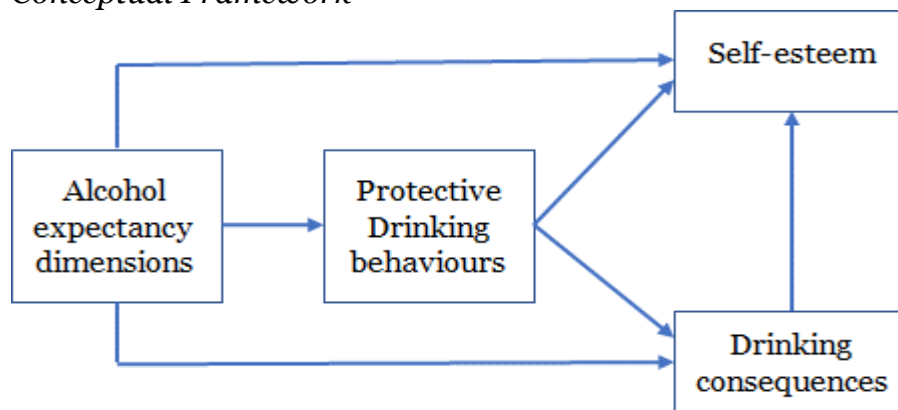 Conceptual Framework
Self-esteem
Alcohol
expectancy
dimensions
Protective
Drinking
behaviours
Drinking
consequences